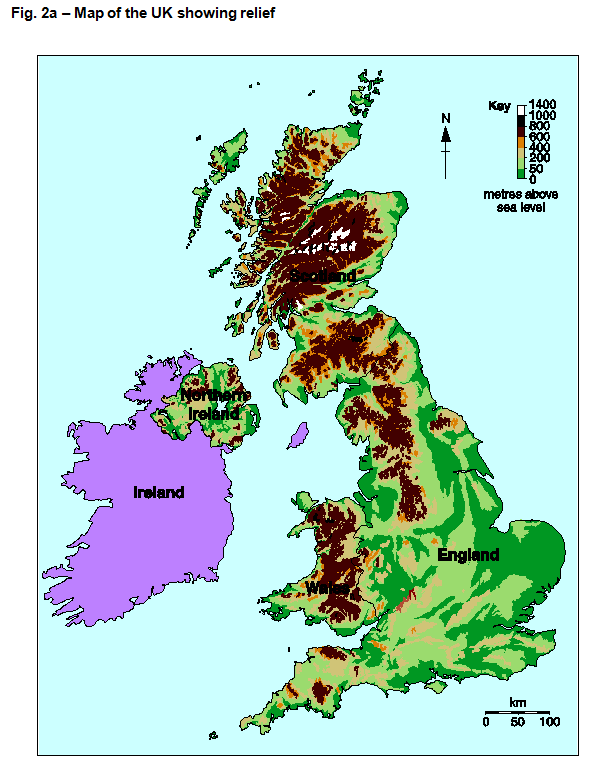 Fig. 2a – Map of the UK showing relief
Key
1400
1000
800
600
400
200
50
0
metres above
sea level
N
Scotland
Northern
Ireland
Ireland
England
Wales
km
0 50 100